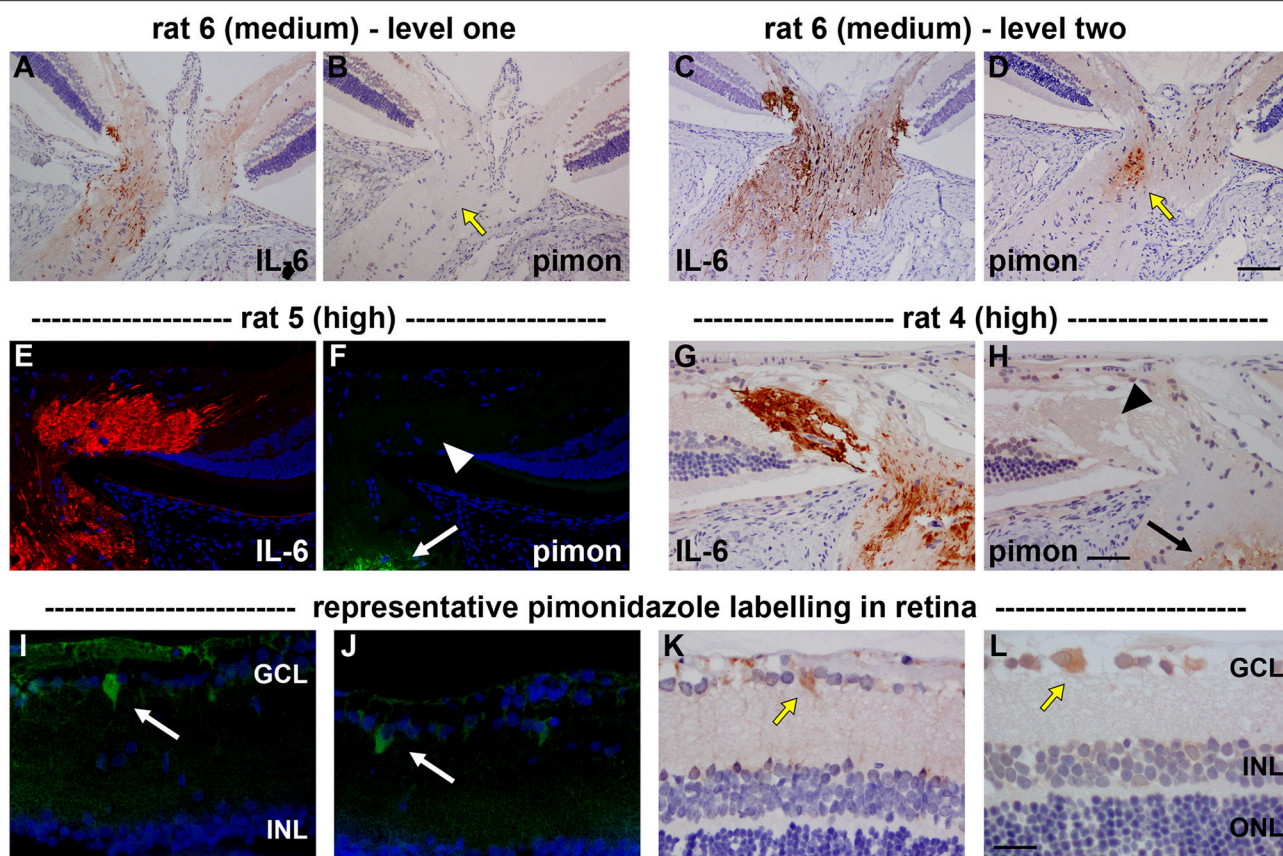 rat 6 (medium) - level one
rat 6 (medium) - level two
A
B
C
D
IL-6
pimon
IL-6
pimon
-------------------- rat 5 (high) --------------------
-------------------- rat 4 (high) --------------------
E
F
G
H
IL-6
pimon
IL-6
pimon
------------------------- representative pimonidazole labelling in retina -------------------------
I
GCL
J
K
L
GCL
INL
INL
ONL